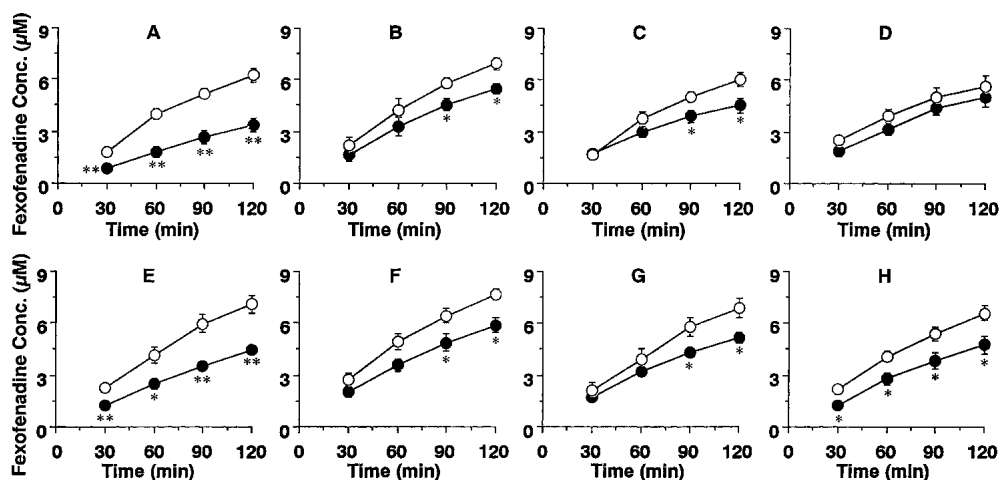 A B C D
Fexofenadine Conc. (μM)
9 9 9 9
6 6 6 6
3 3 3 3
** ** ** ** * * * *
0 0 0 0
0 30 60 90 120 0 30 60 90 120 0 30 60 90 120 0 30 60 90 120
Time (min) Time (min) Time (min) Time (min)
E F G H
Fexofenadine Conc. (μM)
9 9 9 9
6 6 6 6
3 3 3 3
** * ** ** * * * * * * * *
0 0 0 0
0 30 60 90 120 0 30 60 90 120 0 30 60 90 120 0 30 60 90 120
Time (min) Time (min) Time (min) Time (min)